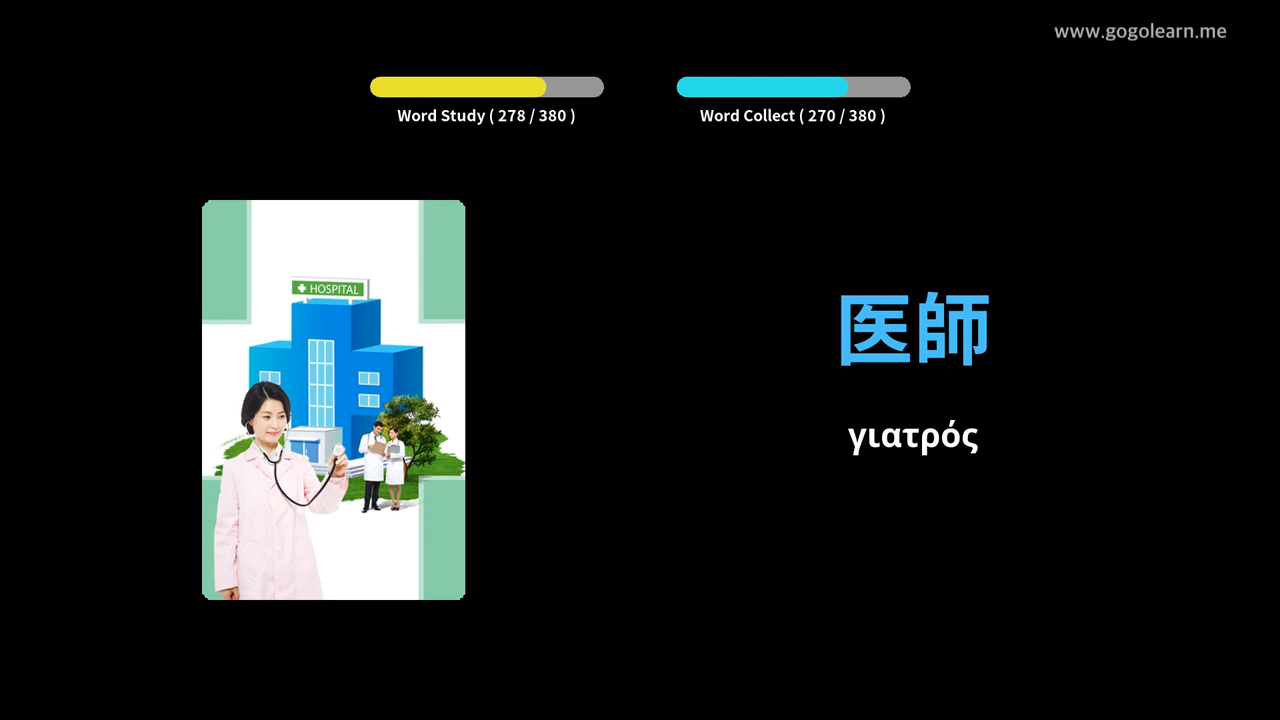 www.gogolearn.me
Word Study ( 278 / 380 )
Word Collect ( 270 / 380 )
HOSPITAL
医師
γιατρός